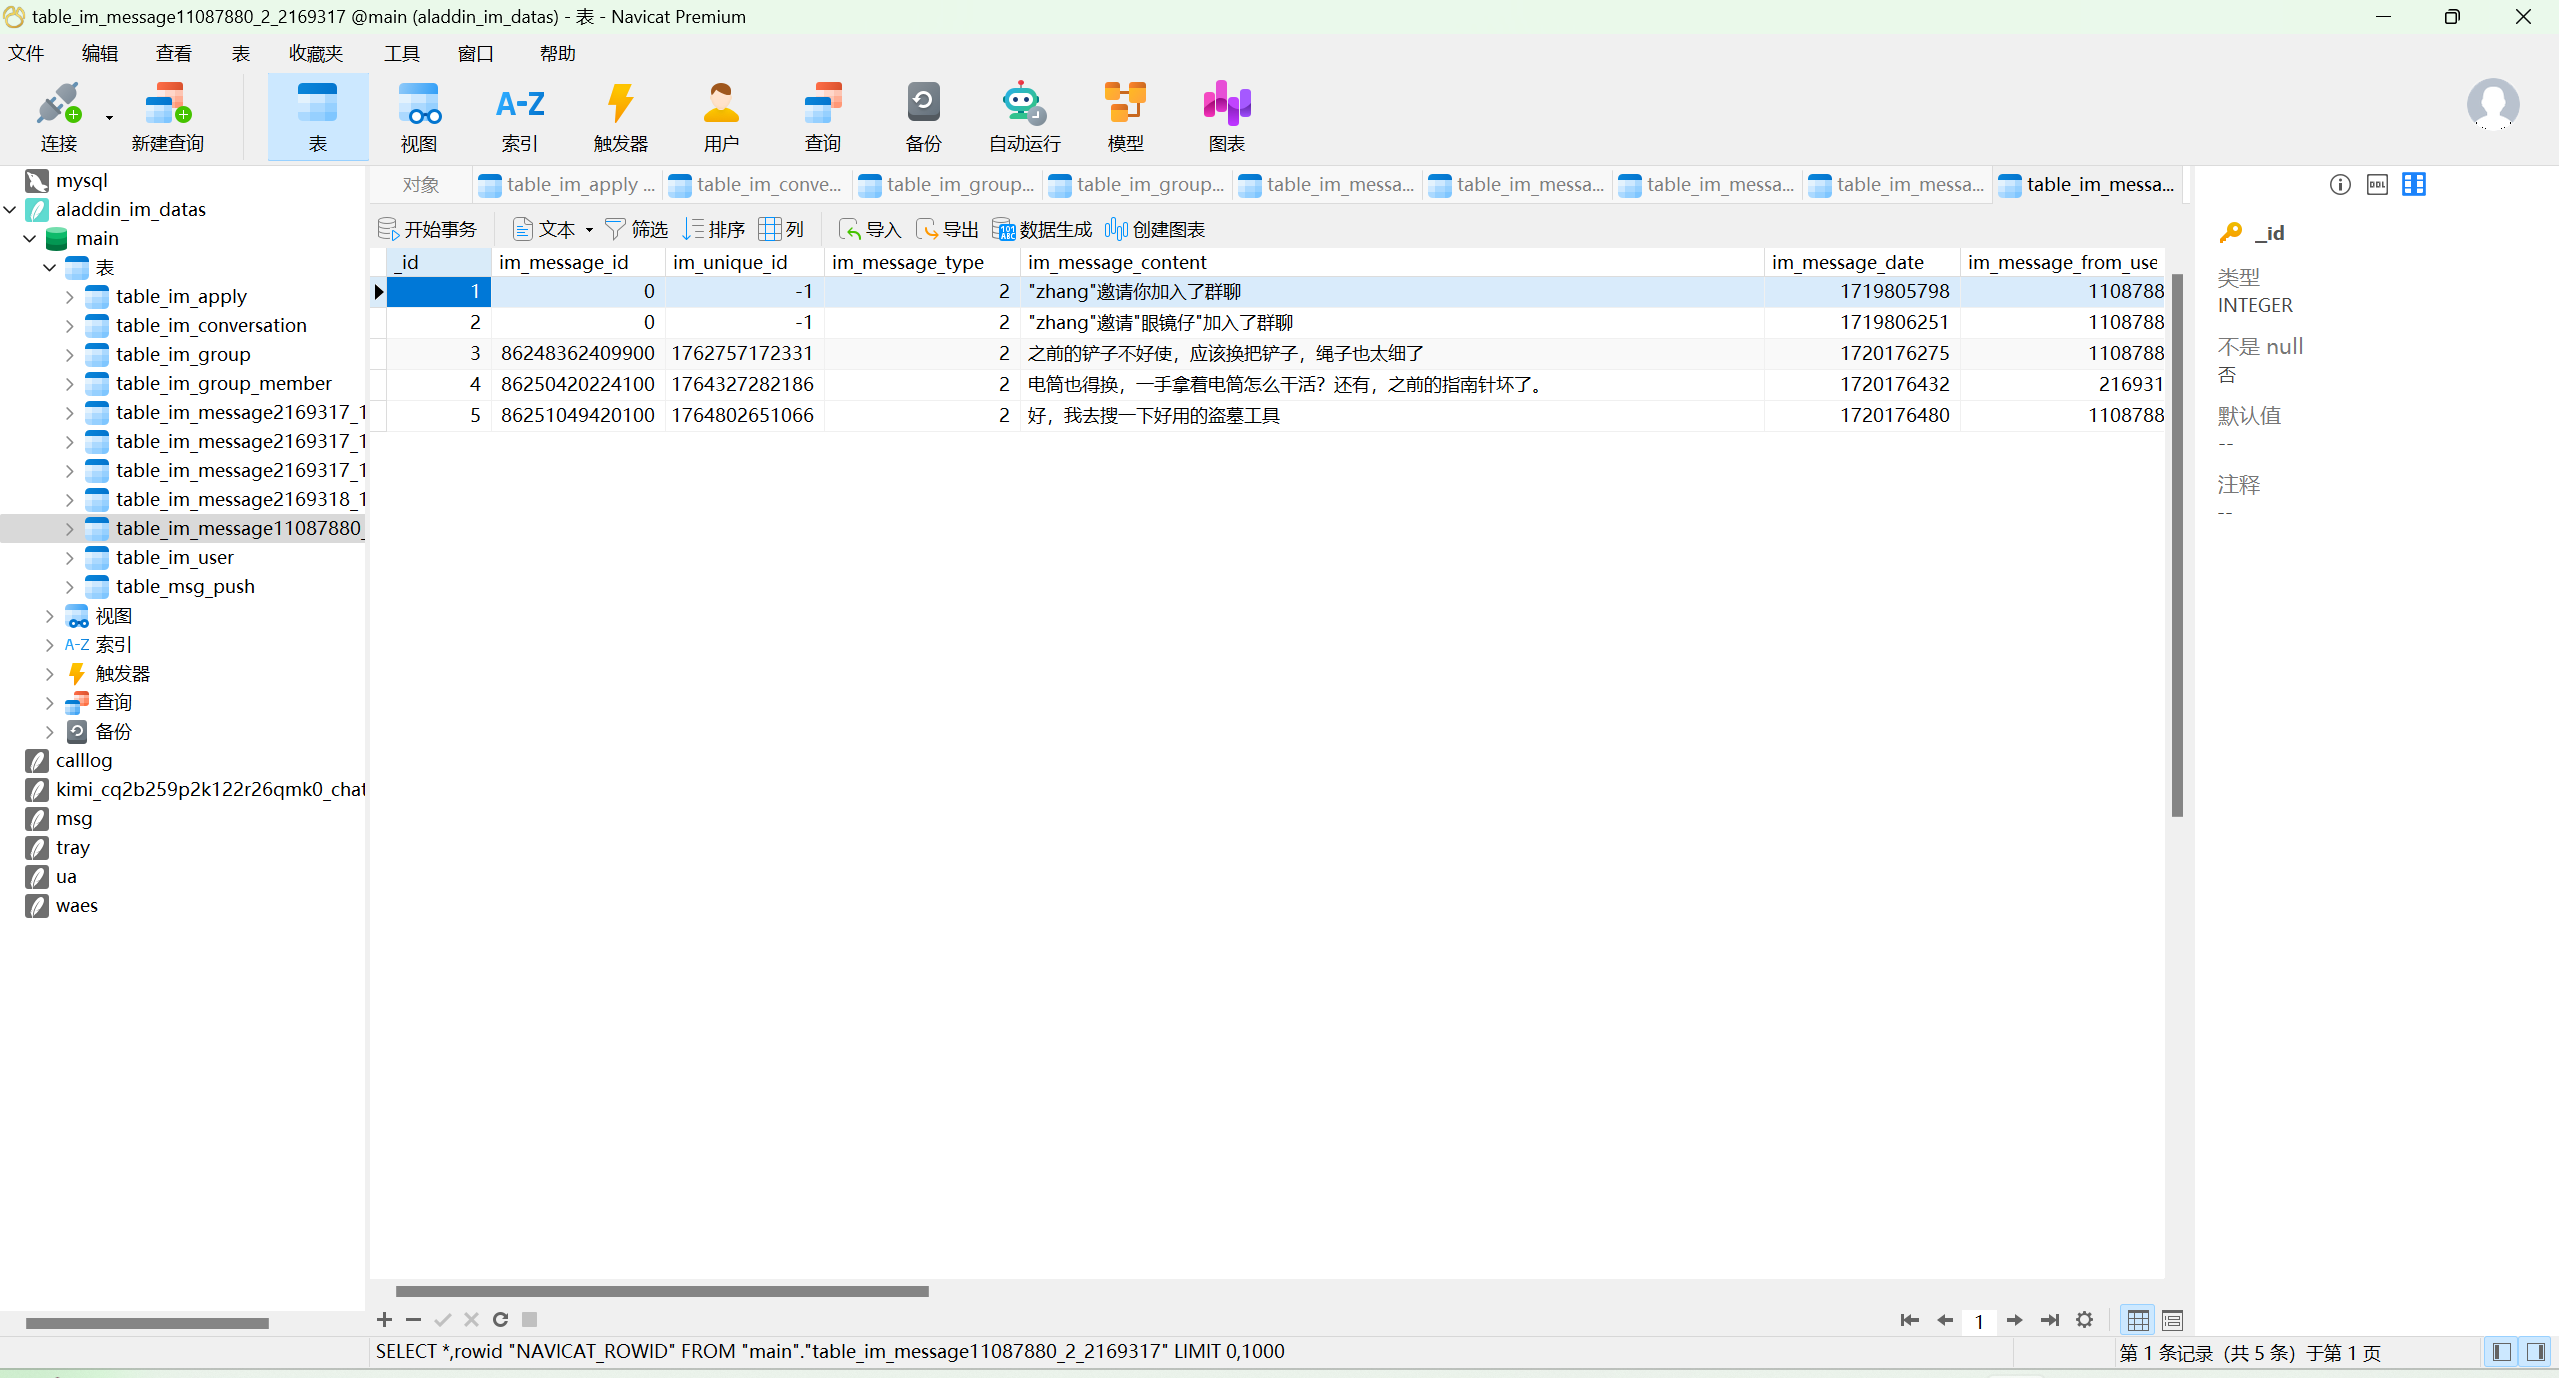 table_im_message11087880_2_2169317 @main (aladdin_im_datas) - 表 - Navicat Premium
文件 编辑 查看 表 收藏夹 工具 窗口 帮助
连接 新建查询 表 视图 索引 触发器 用户 查询 备份 自动运行 模型 图表
A-Z
mysql
aladdin_im_datas
main
表
table_im_apply
table_im_conversation
table_im_group
table_im_group_member
table_im_message2169317_1
table_im_message2169317_1
table_im_message2169317_1
table_im_message2169318_1
table_im_message11087880_
table_im_user
table_msg_push
视图
A-Z 索引
触发器
查询
备份
calllog
kimi_cq2b259p2k122r26qmk0_chat
msg
tray
ua
waes
对象 table_im_apply ... table_im_conve... table_im_group... table_im_group... table_im_messa... table_im_messa... table_im_messa... table_im_messa... table_im_messa...
开始事务 文本 筛选 排序 列 导入 导出 数据生成 创建图表
_id im_message_id im_unique_id im_message_type im_message_content im_message_date im_message_from_use
1 0 -1 2 "zhang"邀请你加入了群聊 1719805798 1108788
2 0 -1 2 "zhang"邀请"眼镜仔"加入了群聊 1719806251 1108788
3 86248362409900 1762757172331 2 之前的铲子不好使，应该换把铲子，绳子也太细了 1720176275 1108788
4 86250420224100 1764327282186 2 电筒也得换，一手拿着电筒怎么干活？还有，之前的指南针坏了。 1720176432 216931
5 86251049420100 1764802651066 2 好，我去搜一下好用的盗墓工具 1720176480 1108788
DDL
_id
类型
INTEGER
不是 null
否
默认值
--
注释
--
1
SELECT *,rowid "NAVICAT_ROWID" FROM "main"."table_im_message11087880_2_2169317" LIMIT 0,1000
第 1 条记录（共 5 条）于第 1 页